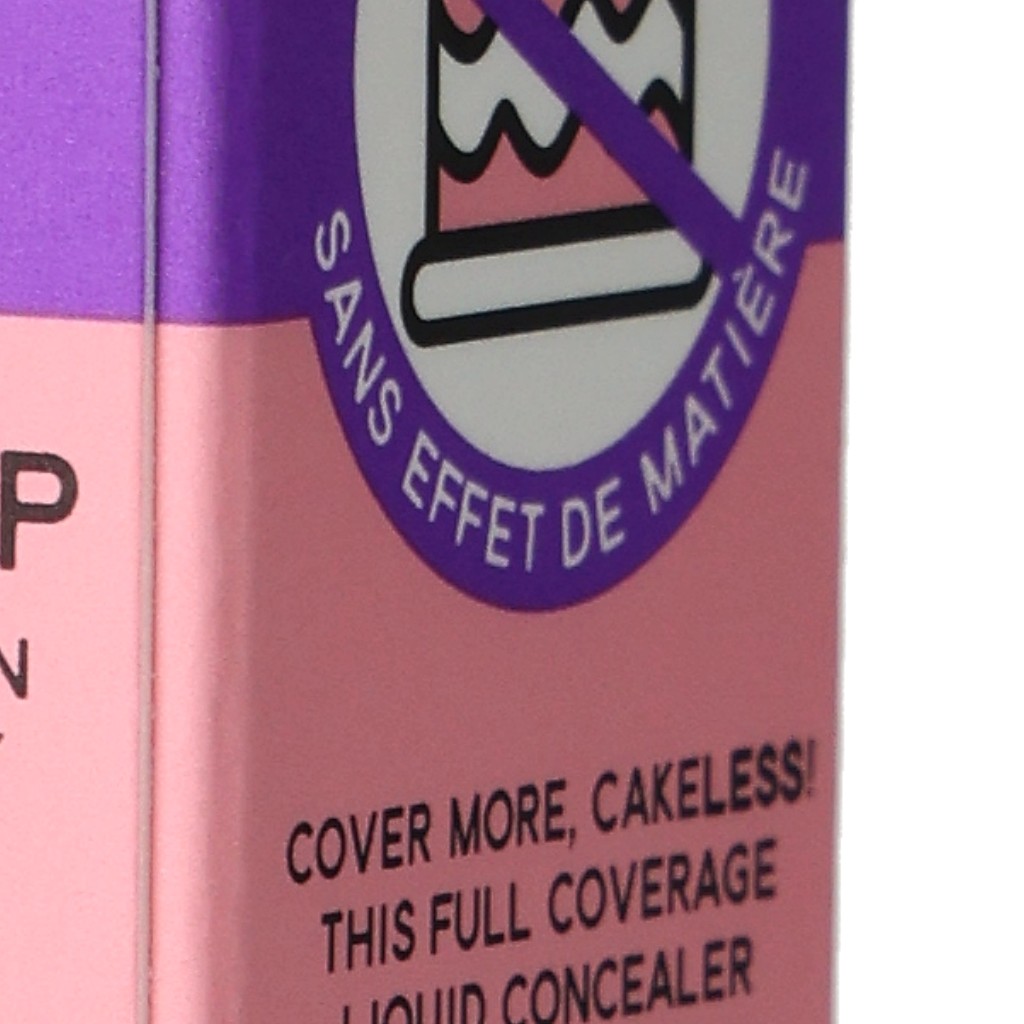 SANS EFFET DE MATIÈRE
P
N
COVER MORE, CAKELESS!
THIS FULL COVERAGE
LIQUID CONCEALER